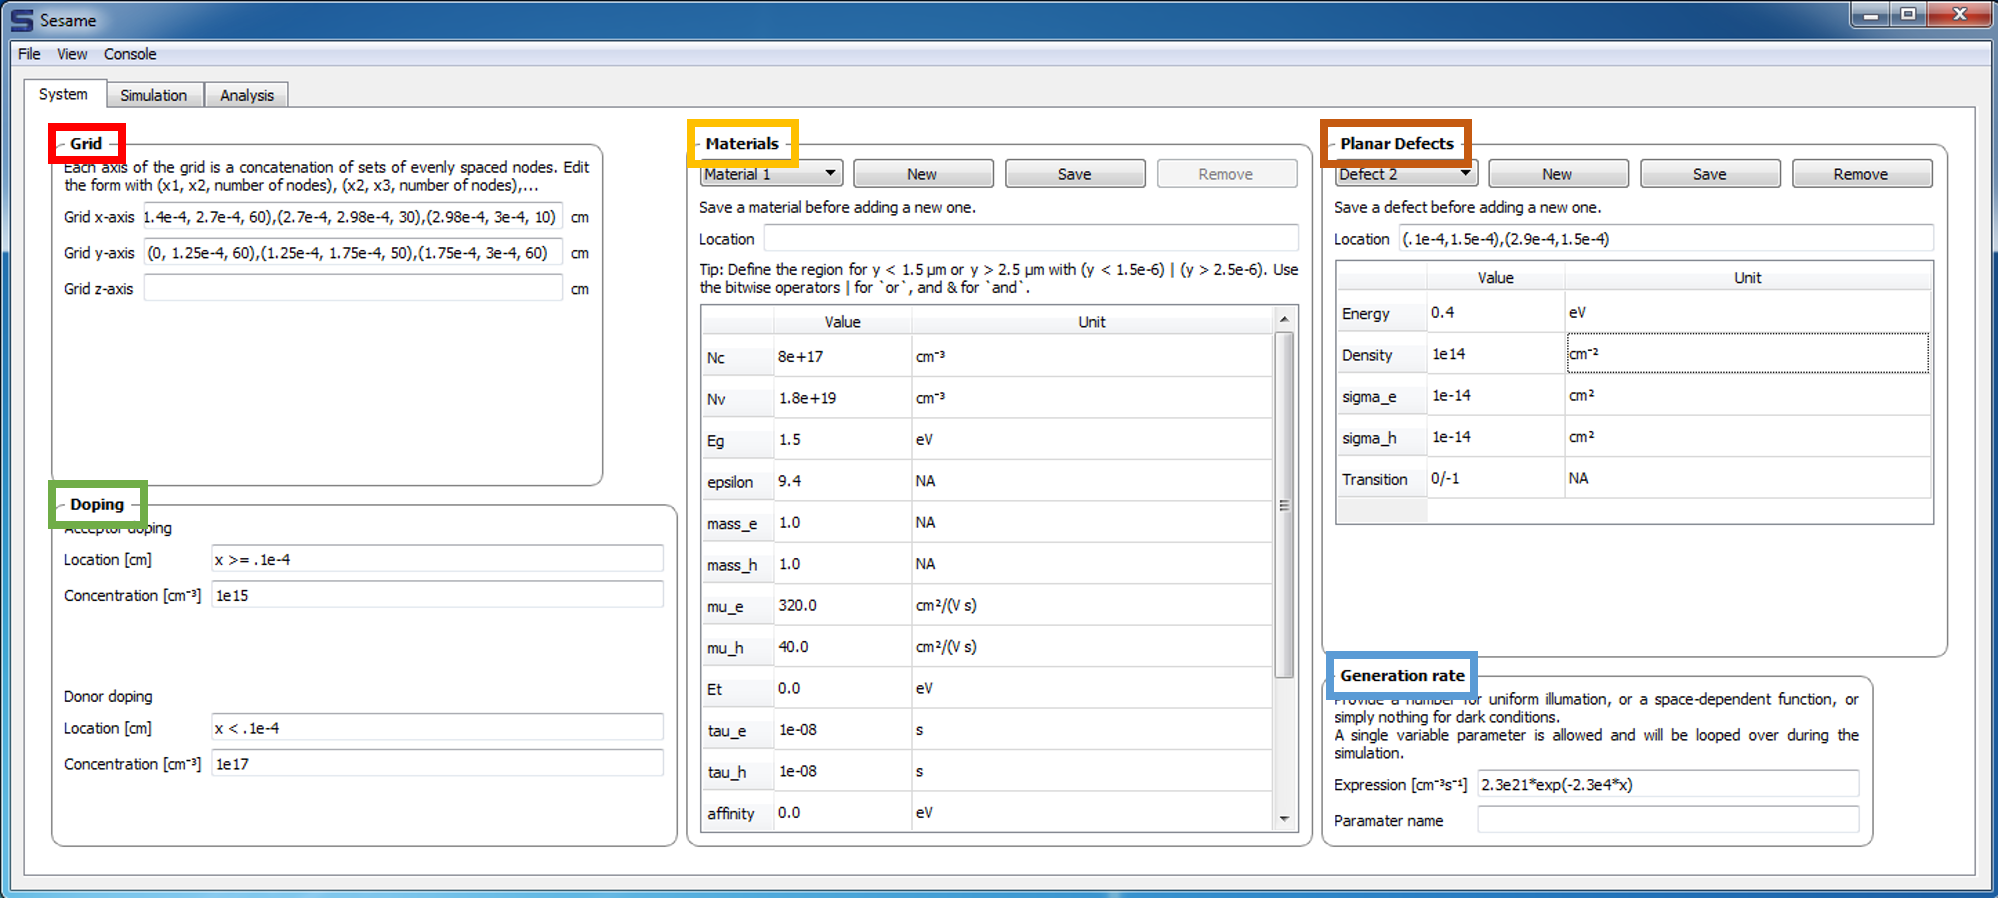 Sesame
File View Console
System Simulation Analysis
Grid
Each axis of the grid is a concatenation of sets of evenly spaced nodes. Edit
the form with (x1, x2, number of nodes), (x2, x3, number of nodes),...
Grid x-axis 1.4e-4, 2.7e-4, 60),(2.7e-4, 2.98e-4, 30),(2.98e-4, 3e-4, 10) cm
Grid y-axis (0, 1.25e-4, 60),(1.25e-4, 1.75e-4, 50),(1.75e-4, 3e-4, 60) cm
Grid z-axis cm
Doping
Acceptor doping
Location [cm] x >= .1e-4
Concentration [cm⁻³] 1e15
Donor doping
Location [cm] x < .1e-4
Concentration [cm⁻³] 1e17
Materials
Material 1 New Save Remove
Save a material before adding a new one.
Location
Tip: Define the region for y < 1.5 µm or y > 2.5 µm with (y < 1.5e-6) | (y > 2.5e-6). Use
the bitwise operators | for `or`, and & for `and`.
Value Unit
Nc 8e+17 cm⁻³
Nv 1.8e+19 cm⁻³
Eg 1.5 eV
epsilon 9.4 NA
mass_e 1.0 NA
mass_h 1.0 NA
mu_e 320.0 cm²/(V s)
mu_h 40.0 cm²/(V s)
Et 0.0 eV
tau_e 1e-08 s
tau_h 1e-08 s
affinity 0.0 eV
Planar Defects
Defect 2 New Save Remove
Save a defect before adding a new one.
Location (.1e-4,1.5e-4),(2.9e-4,1.5e-4)
Value Unit
Energy 0.4 eV
Density 1e14 cm⁻²
sigma_e 1e-14 cm²
sigma_h 1e-14 cm²
Transition 0/-1 NA
Generation rate
Provide a number for uniform illumation, or a space-dependent function, or
simply nothing for dark conditions.
A single variable parameter is allowed and will be looped over during the
simulation.
Expression [cm⁻³s⁻¹] 2.3e21*exp(-2.3e4*x)
Paramater name